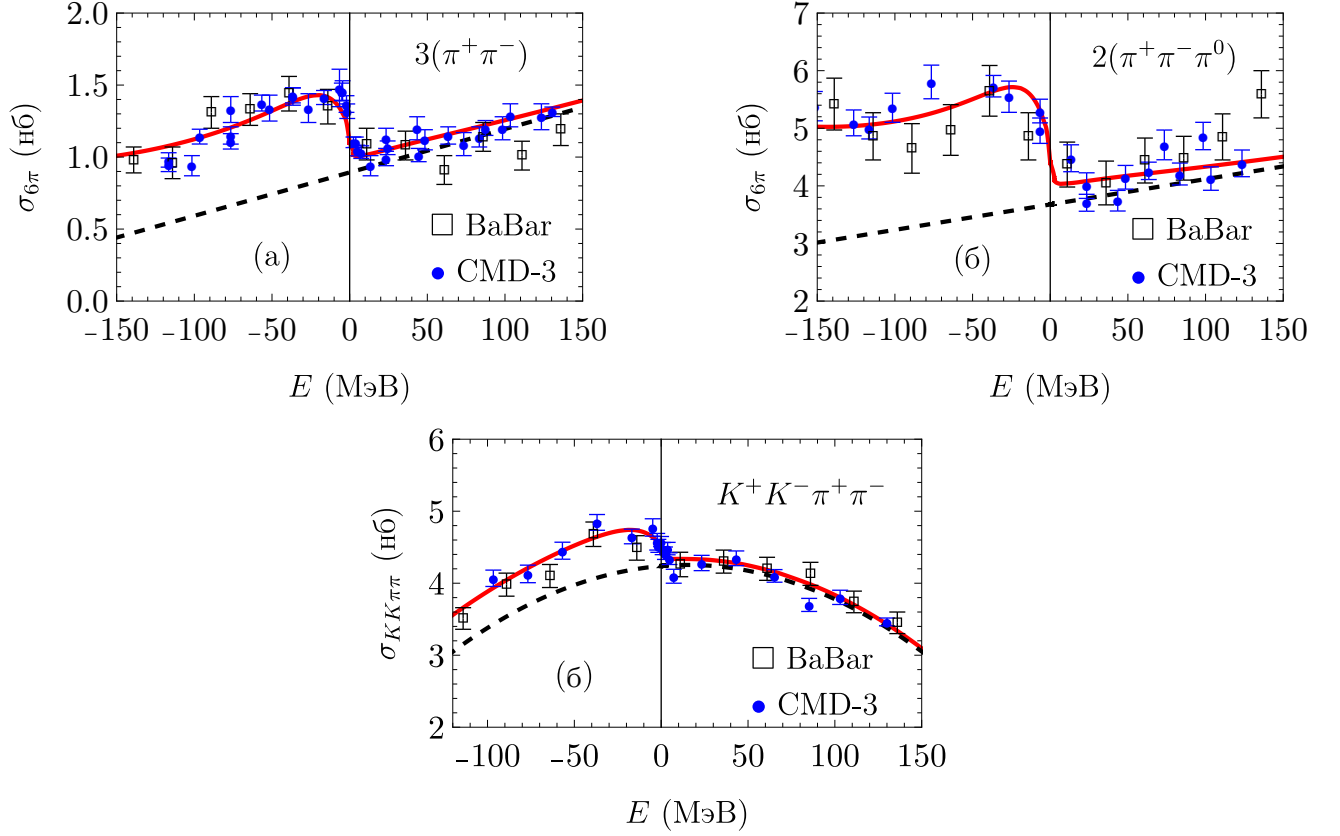 3(π⁺π⁻)
σ₆π (нб)
2.0
1.5
1.0
0.5
0.0
BaBar
CMD-3
(а)
−150 −100 −50 0 50 100 150
E (МэВ)
2(π⁺π⁻π⁰)
σ₆π (нб)
7
6
5
4
3
2
BaBar
CMD-3
(б)
−150 −100 −50 0 50 100 150
E (МэВ)
K⁺K⁻π⁺π⁻
σKKππ (нб)
6
5
4
3
2
BaBar
CMD-3
(б)
−100 −50 0 50 100 150
E (МэВ)